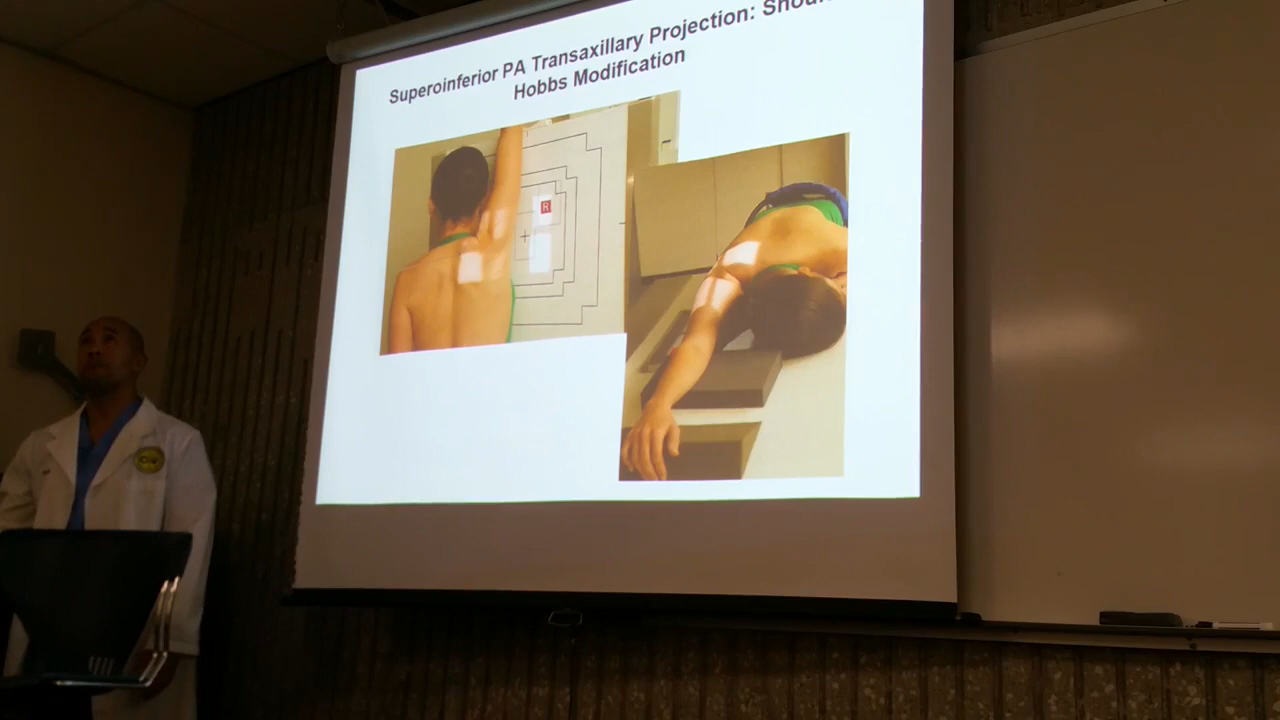 Superoinferior PA Transaxillary Projection:
Hobbs Modification
R